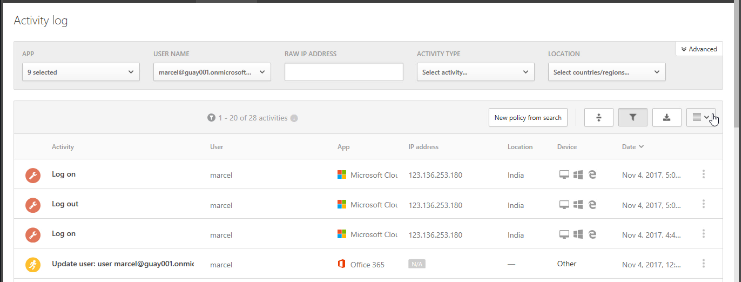 Activity log
Advanced
APP USER NAME RAW IP ADDRESS ACTIVITY TYPE LOCATION
9 selected marcel@guay001.onmicrosoft... Select activity... Select countries/regions...
1 - 20 of 28 activities New policy from search
Activity User App IP address Location Device Date
Log on marcel Microsoft Clou 123.136.253.180 India Nov 4, 2017, 5:0...
Log out marcel Microsoft Clou 123.136.253.180 India Nov 4, 2017, 5:0...
Log on marcel Microsoft Clou 123.136.253.180 India Nov 4, 2017, 4:4...
Update user: user marcel@guay001.onmic marcel Office 365 N/A — Other Nov 4, 2017, 12:...